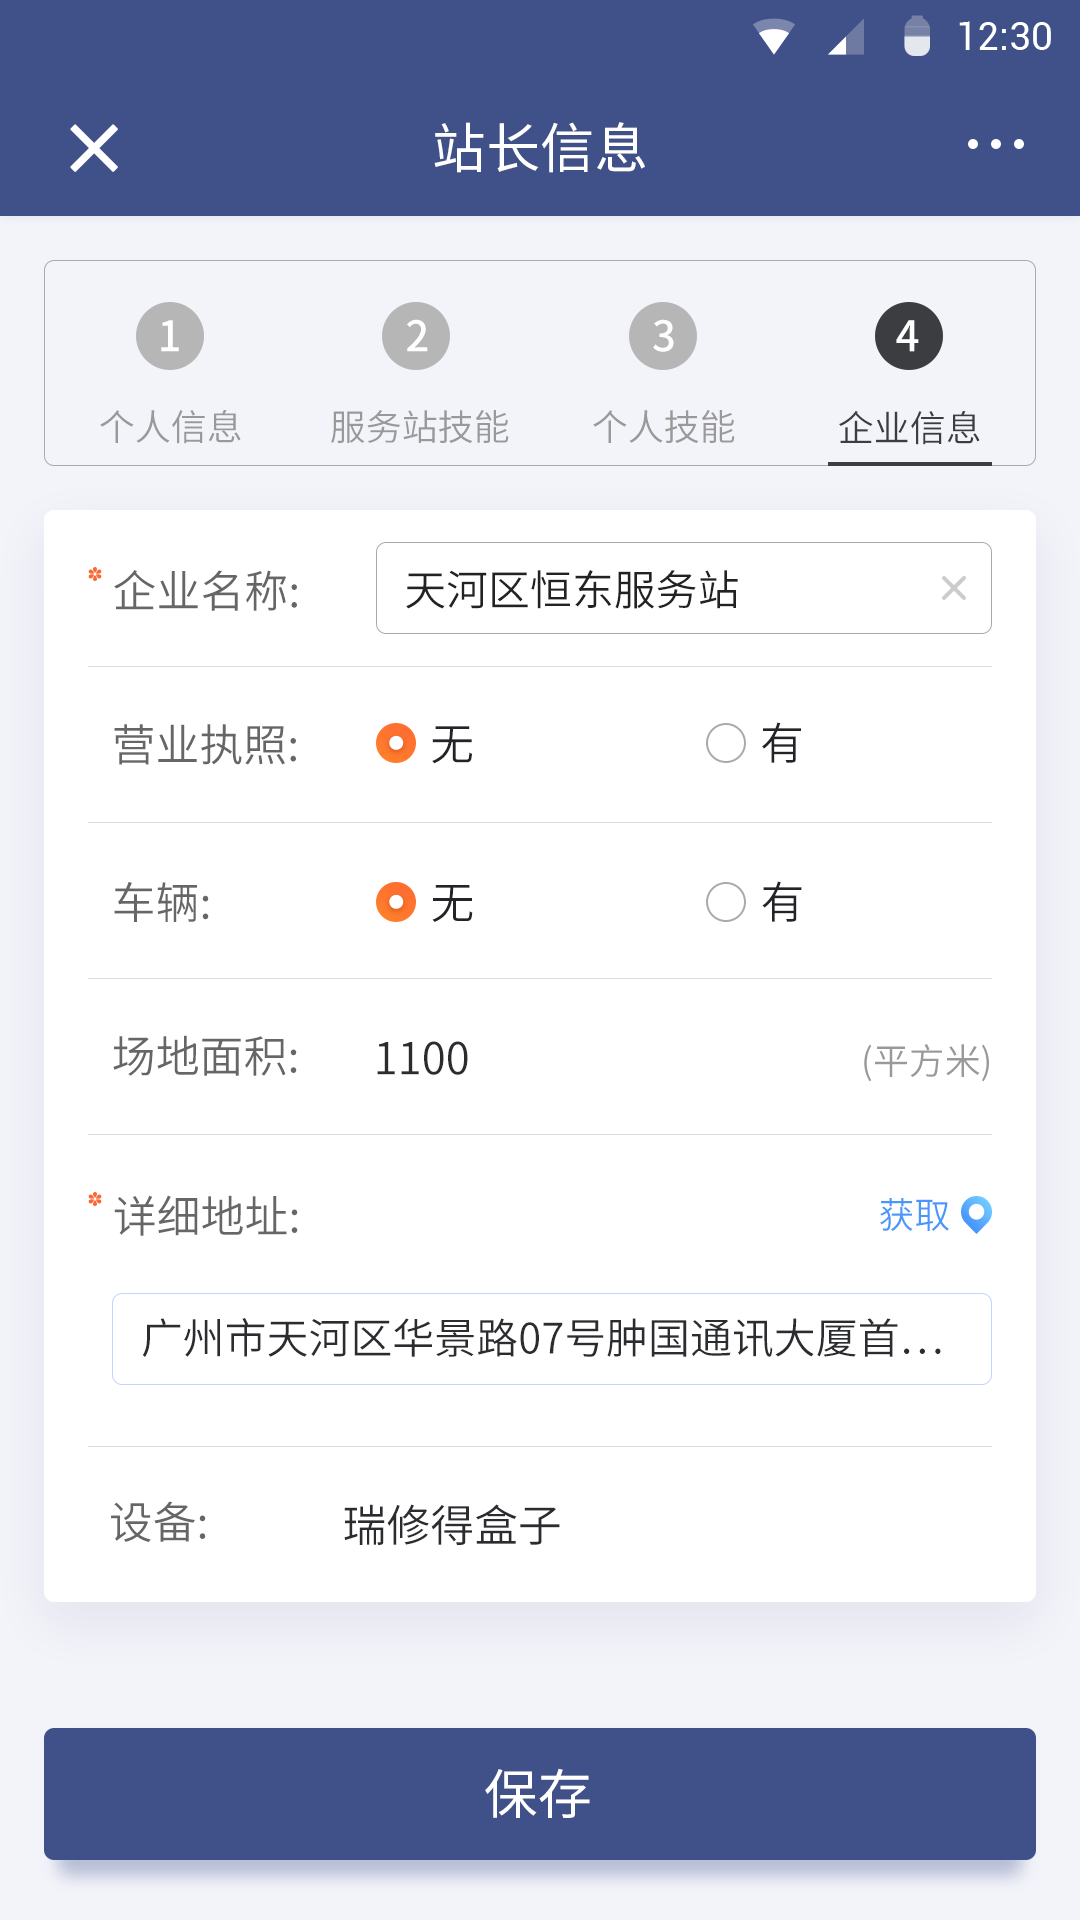 12:30
站长信息
1 2 3 4
个人信息 服务站技能 个人技能 企业信息
* 企业名称: 天河区恒东服务站
营业执照: 无 有
车辆: 无 有
场地面积: 1100 (平方米)
* 详细地址: 获取
广州市天河区华景路07号肿国通讯大厦首...
设备: 瑞修得盒子
保存